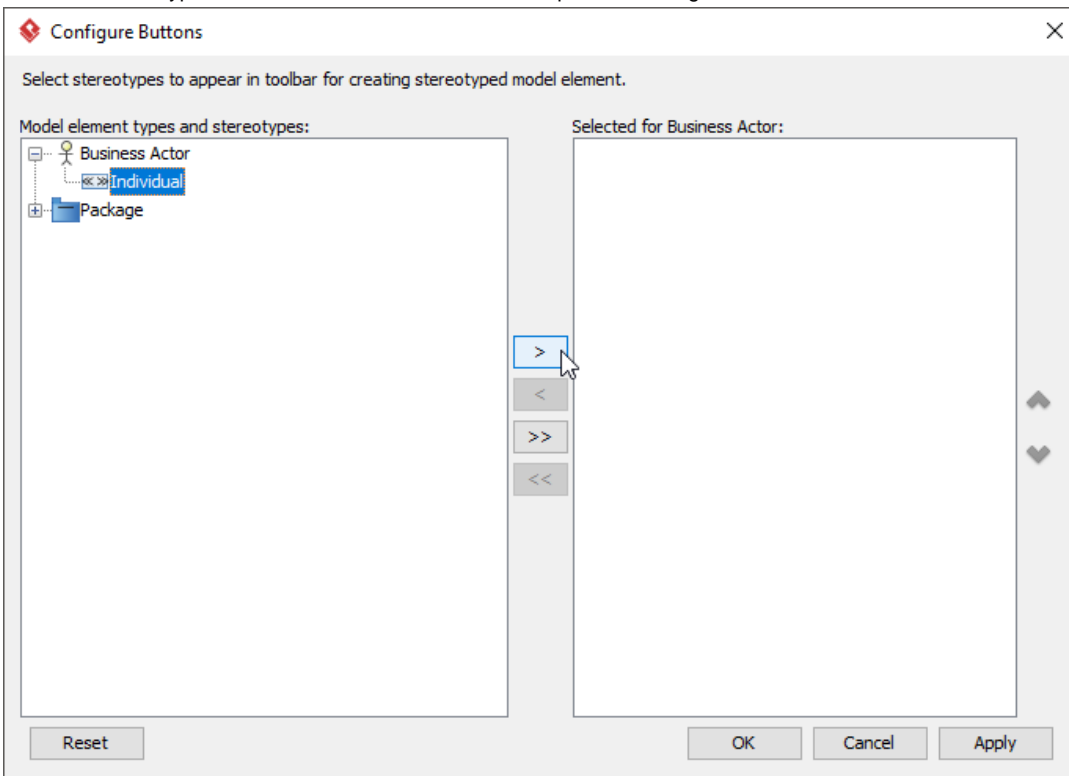 Configure Buttons
Select stereotypes to appear in toolbar for creating stereotyped model element.
Model element types and stereotypes:
Selected for Business Actor:
Business Actor
«»Individual
Package
>
<
>>
<<
Reset
OK
Cancel
Apply